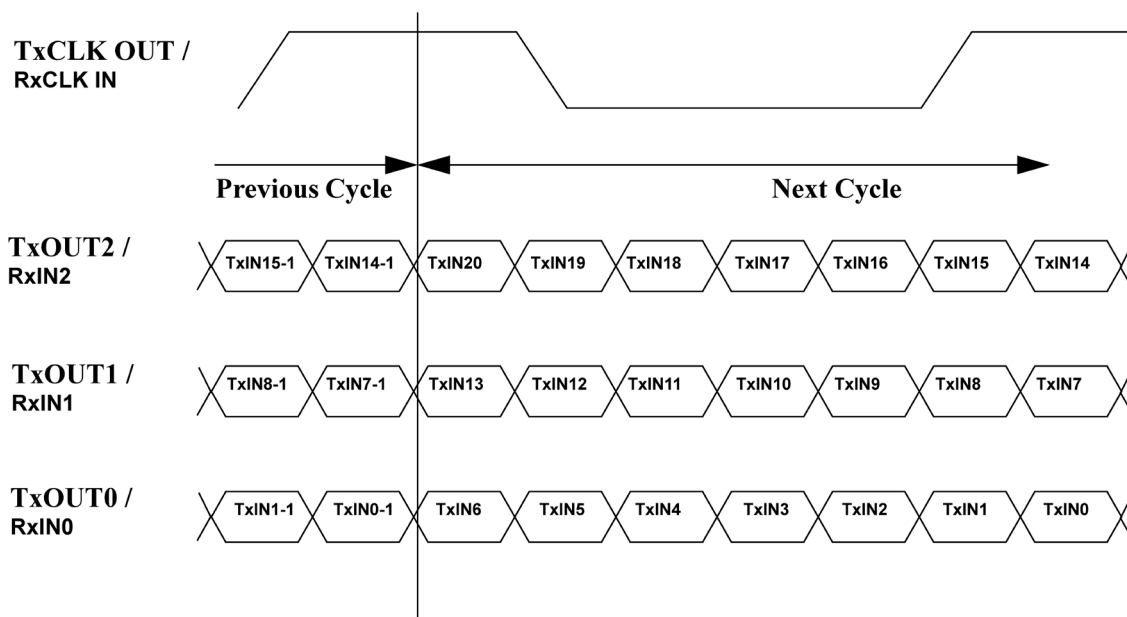 TxCLK OUT /
RxCLK IN
Previous Cycle
Next Cycle
TxOUT2 /
RxIN2
TxIN15-1 TxIN14-1 TxIN20 TxIN19 TxIN18 TxIN17 TxIN16 TxIN15 TxIN14
TxOUT1 /
RxIN1
TxIN8-1 TxIN7-1 TxIN13 TxIN12 TxIN11 TxIN10 TxIN9 TxIN8 TxIN7
TxOUT0 /
RxIN0
TxIN1-1 TxIN0-1 TxIN6 TxIN5 TxIN4 TxIN3 TxIN2 TxIN1 TxIN0